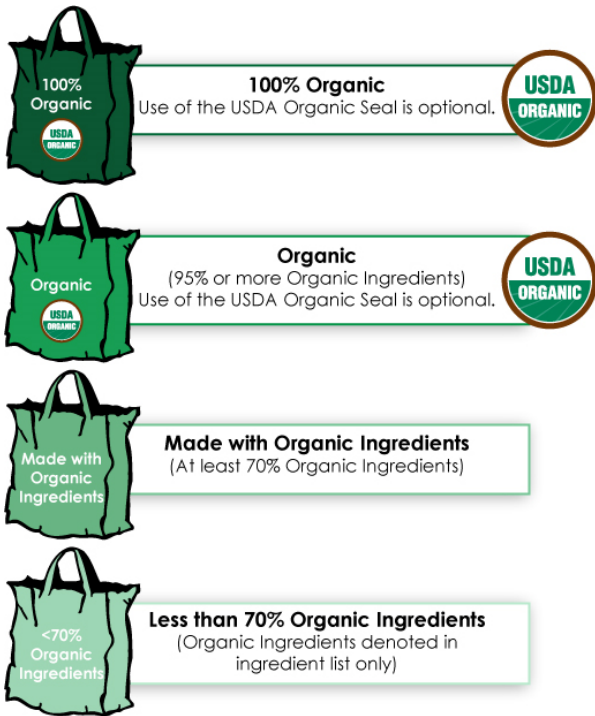 100%
Organic
USDA
ORGANIC
100% Organic
Use of the USDA Organic Seal is optional.
USDA
ORGANIC
Organic
USDA
ORGANIC
Organic
(95% or more Organic Ingredients)
Use of the USDA Organic Seal is optional.
USDA
ORGANIC
Made with
Organic
Ingredients
Made with Organic Ingredients
(At least 70% Organic Ingredients)
<70%
Organic
Ingredients
Less than 70% Organic Ingredients
(Organic Ingredients denoted in
ingredient list only)